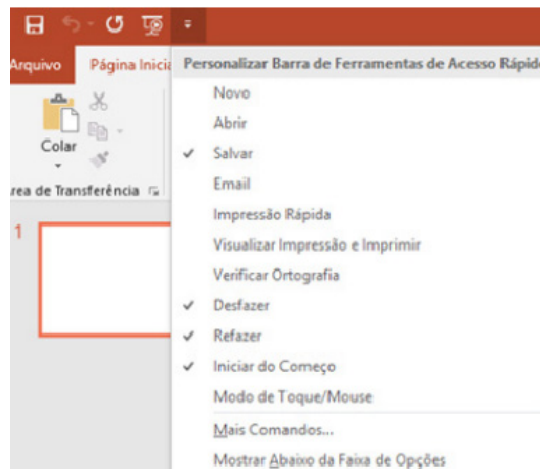 Arquivo Página Inicia
Personalizar Barra de Ferramentas de Acesso Rápido
Colar
rea de Transferência
1
Novo
Abrir
Salvar
Email
Impressão Rápida
Visualizar Impressão e Imprimir
Verificar Ortografia
Desfazer
Refazer
Iniciar do Começo
Modo de Toque/Mouse
Mais Comandos...
Mostrar Abaixo da Faixa de Opções